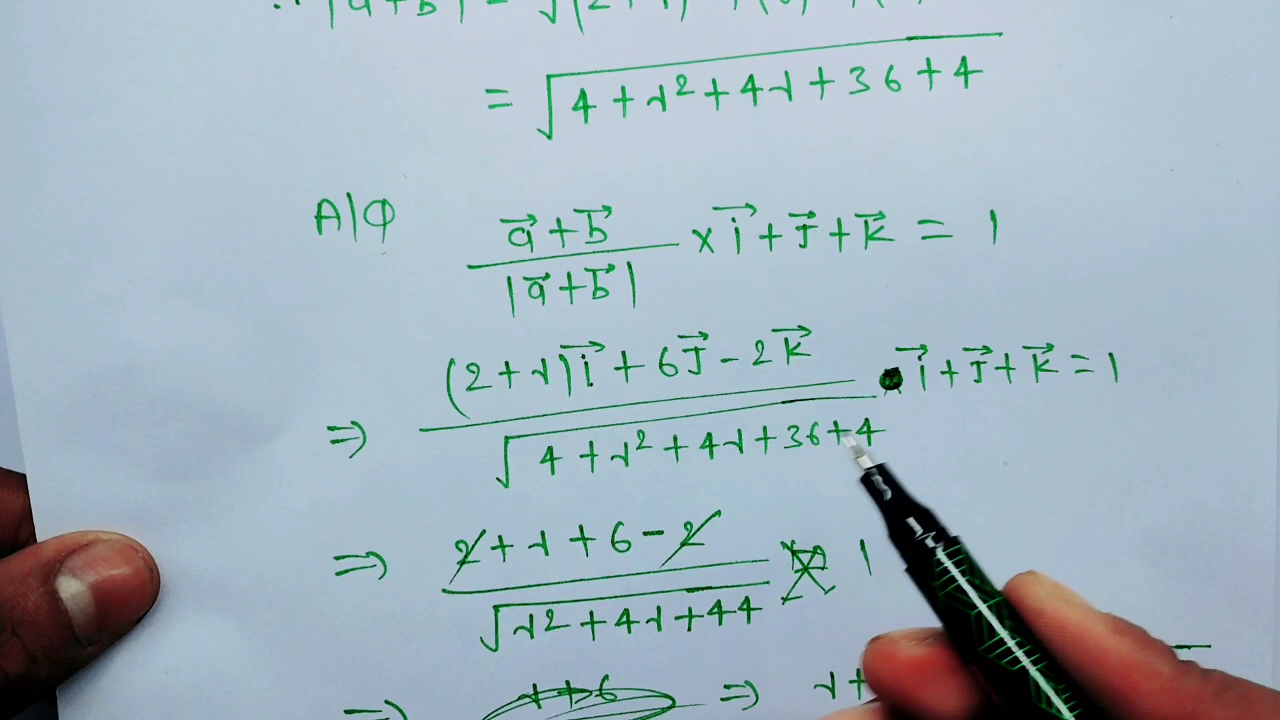 = √4 + λ² + 4λ + 36 + 4
A|Q
a⃗ + b⃗ / |a⃗ + b⃗| × i⃗ + j⃗ + k⃗ = 1
⇒ (2 + λ)i⃗ + 6j⃗ - 2k⃗ / √4 + λ² + 4λ + 36 + 4 • i⃗ + j⃗ + k⃗ = 1
⇒ 2 + λ + 6 - 2 / √λ² + 4λ + 44 1
⇒ ⇒ λ +